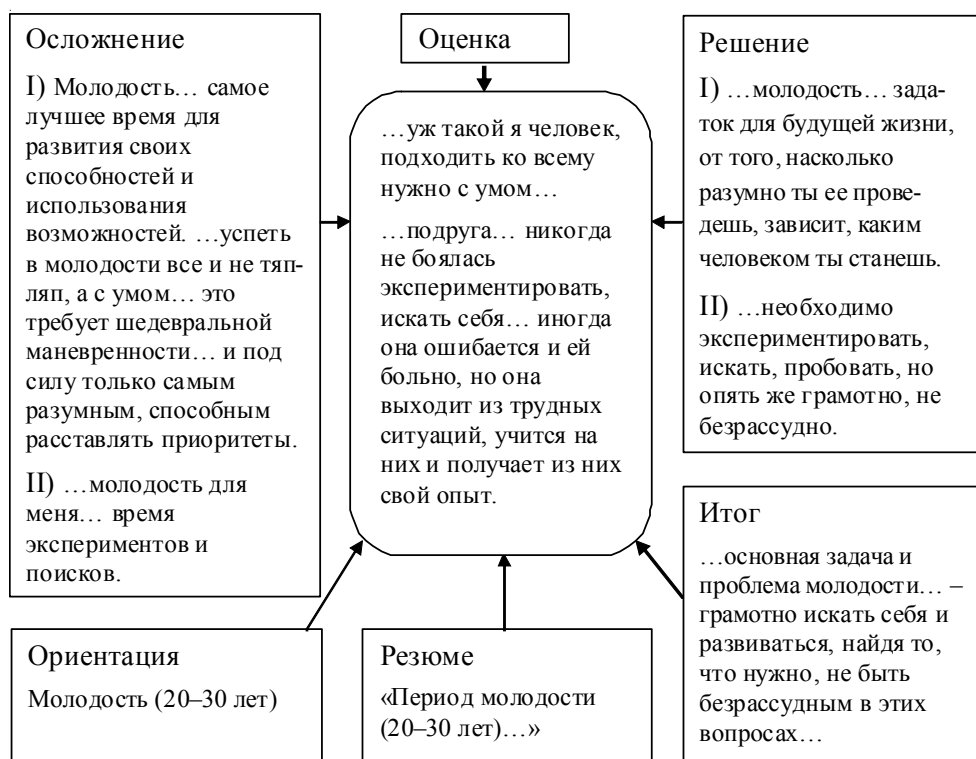 Осложнение
I) Молодость… самое
лучшее время для
развития своих
способностей и
использования
возможностей. …успеть
в молодости все и не тяп-
ляп, а с умом… это
требует шедевральной
маневренности… и под
силу только самым
разумным, способным
расставлять приоритеты.
II) …молодость для
меня… время
экспериментов и
поисков.
Оценка
…уж такой я человек,
подходить ко всему
нужно с умом…
…подруга… никогда
не боялась
экспериментировать,
искать себя… иногда
она ошибается и ей
больно, но она
выходит из трудных
ситуаций, учится на
них и получает из них
свой опыт.
Решение
I) …молодость… зада-
ток для будущей жизни,
от того, насколько
разумно ты ее прове-
дешь, зависит, каким
человеком ты станешь.
II) …необходимо
экспериментировать,
искать, пробовать, но
опять же грамотно, не
безрассудно.
Ориентация
Молодость (20–30 лет)
Резюме
«Период молодости
(20–30 лет)…»
Итог
…основная задача и
проблема молодости… –
грамотно искать себя и
развиваться, найдя то,
что нужно, не быть
безрассудным в этих
вопросах…